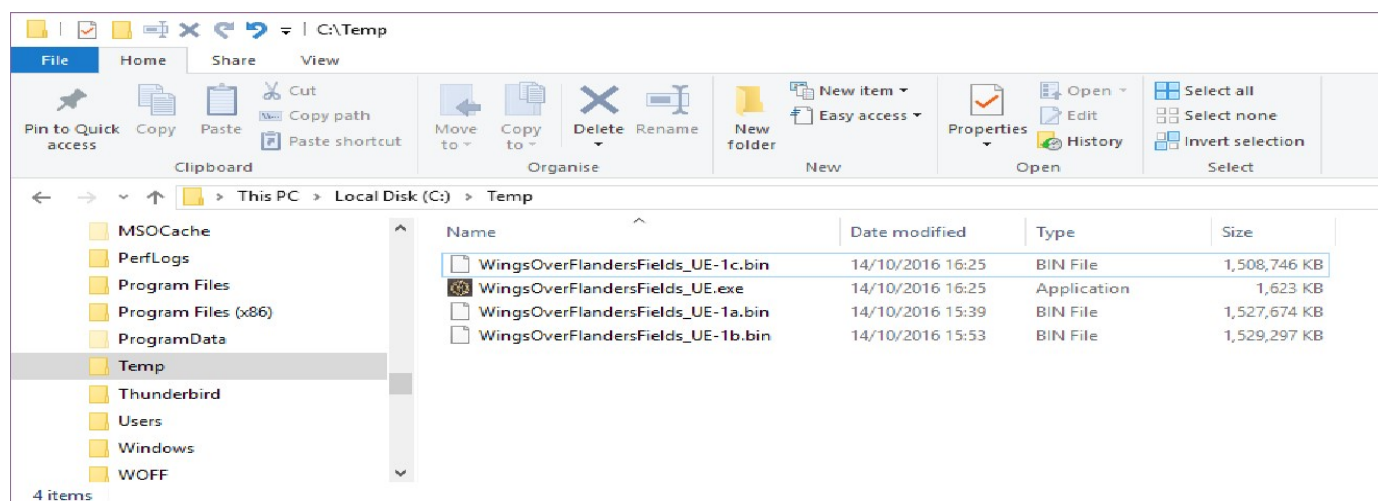 C:\Temp
File Home Share View
Pin to Quick access Copy Paste Cut Copy path Paste shortcut
Move to Copy to Delete Rename
New folder New item Easy access
Properties Open Edit History
Select all Select none Invert selection
Clipboard Organise New Open Select
This PC > Local Disk (C:) > Temp
MSOCache
PerfLogs
Program Files
Program Files (x86)
ProgramData
Temp
Thunderbird
Users
Windows
WOFF
Name Date modified Type Size
WingsOverFlandersFields_UE-1c.bin 14/10/2016 16:25 BIN File 1,508,746 KB
WingsOverFlandersFields_UE.exe 14/10/2016 16:25 Application 1,623 KB
WingsOverFlandersFields_UE-1a.bin 14/10/2016 15:39 BIN File 1,527,674 KB
WingsOverFlandersFields_UE-1b.bin 14/10/2016 15:53 BIN File 1,529,297 KB
4 items